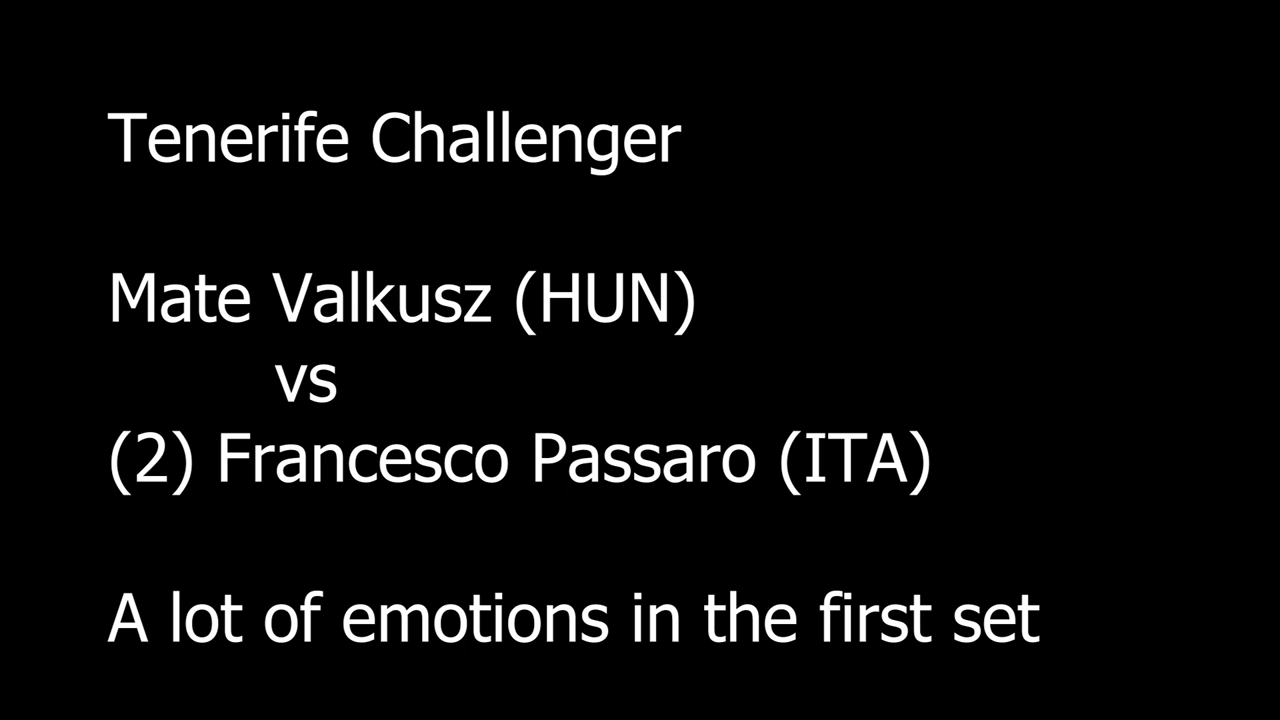 Tenerife Challenger
Mate Valkusz (HUN)
vs
(2) Francesco Passaro (ITA)
A lot of emotions in the first set